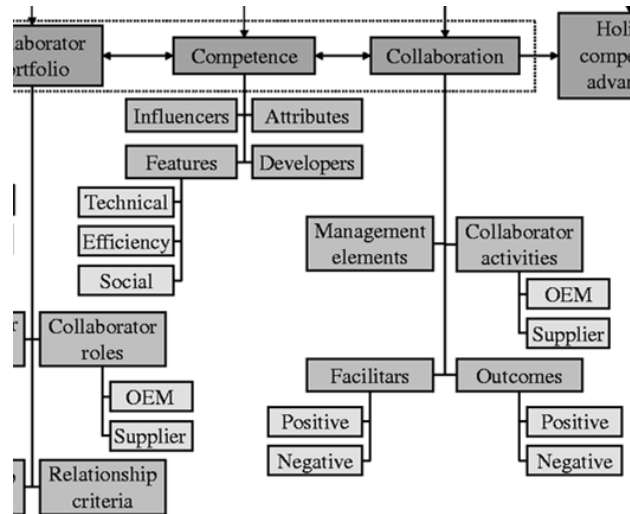 Competence
Collaboration
portfolio
Influencers
Attributes
Features
Developers
Technical
Efficiency
Social
Management
elements
Collaborator
activities
OEM
Supplier
Collaborator
roles
OEM
Supplier
Facilitars
Outcomes
Positive
Negative
Positive
Negative
Relationship
criteria